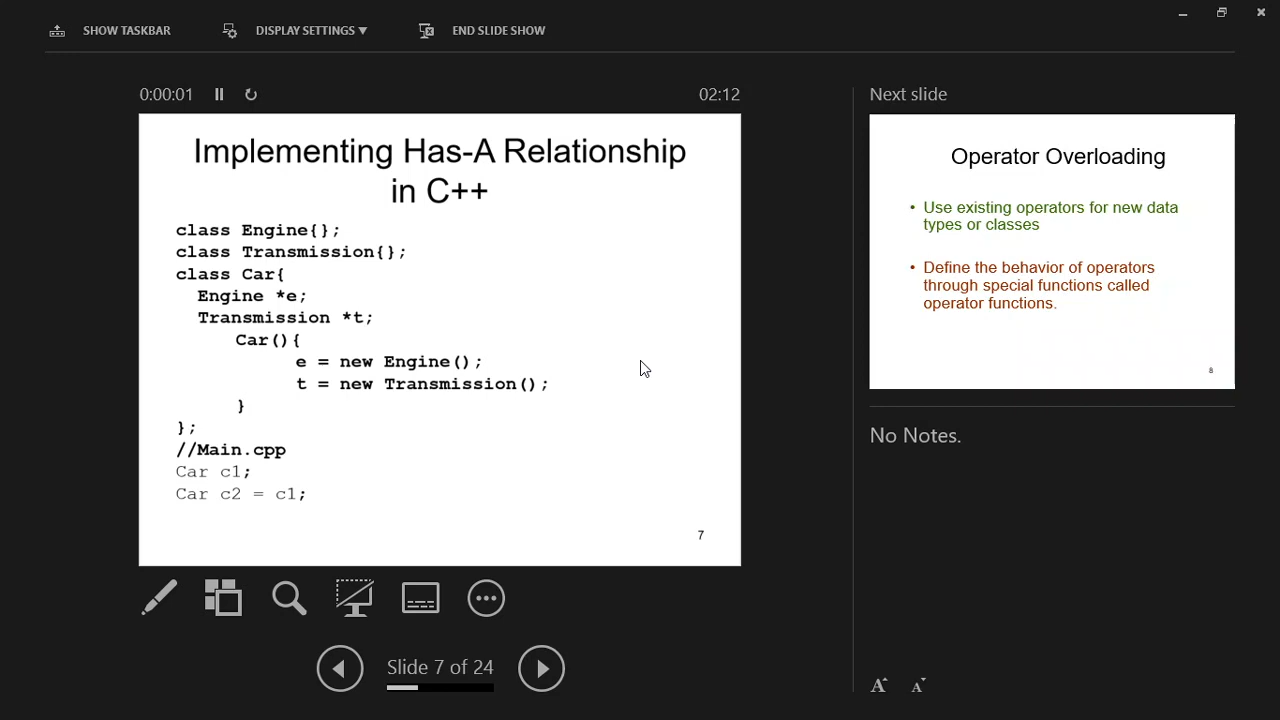 SHOW TASKBAR
DISPLAY SETTINGS ▼
END SLIDE SHOW
0:00:01
02:12
Implementing Has-A Relationship
in C++
class Engine{};
class Transmission{};
class Car{
Engine *e;
Transmission *t;
Car(){
e = new Engine();
t = new Transmission();
}
};
//Main.cpp
Car c1;
Car c2 = c1;
7
Next slide
Operator Overloading
• Use existing operators for new data
types or classes
• Define the behavior of operators
through special functions called
operator functions.
8
No Notes.
Slide 7 of 24
A A